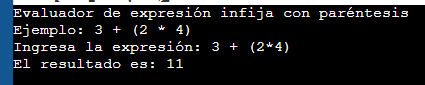 Evaluador de expresión infija con paréntesis
Ejemplo: 3 + (2 * 4)
Ingresa la expresión: 3 + (2*4)
El resultado es: 11